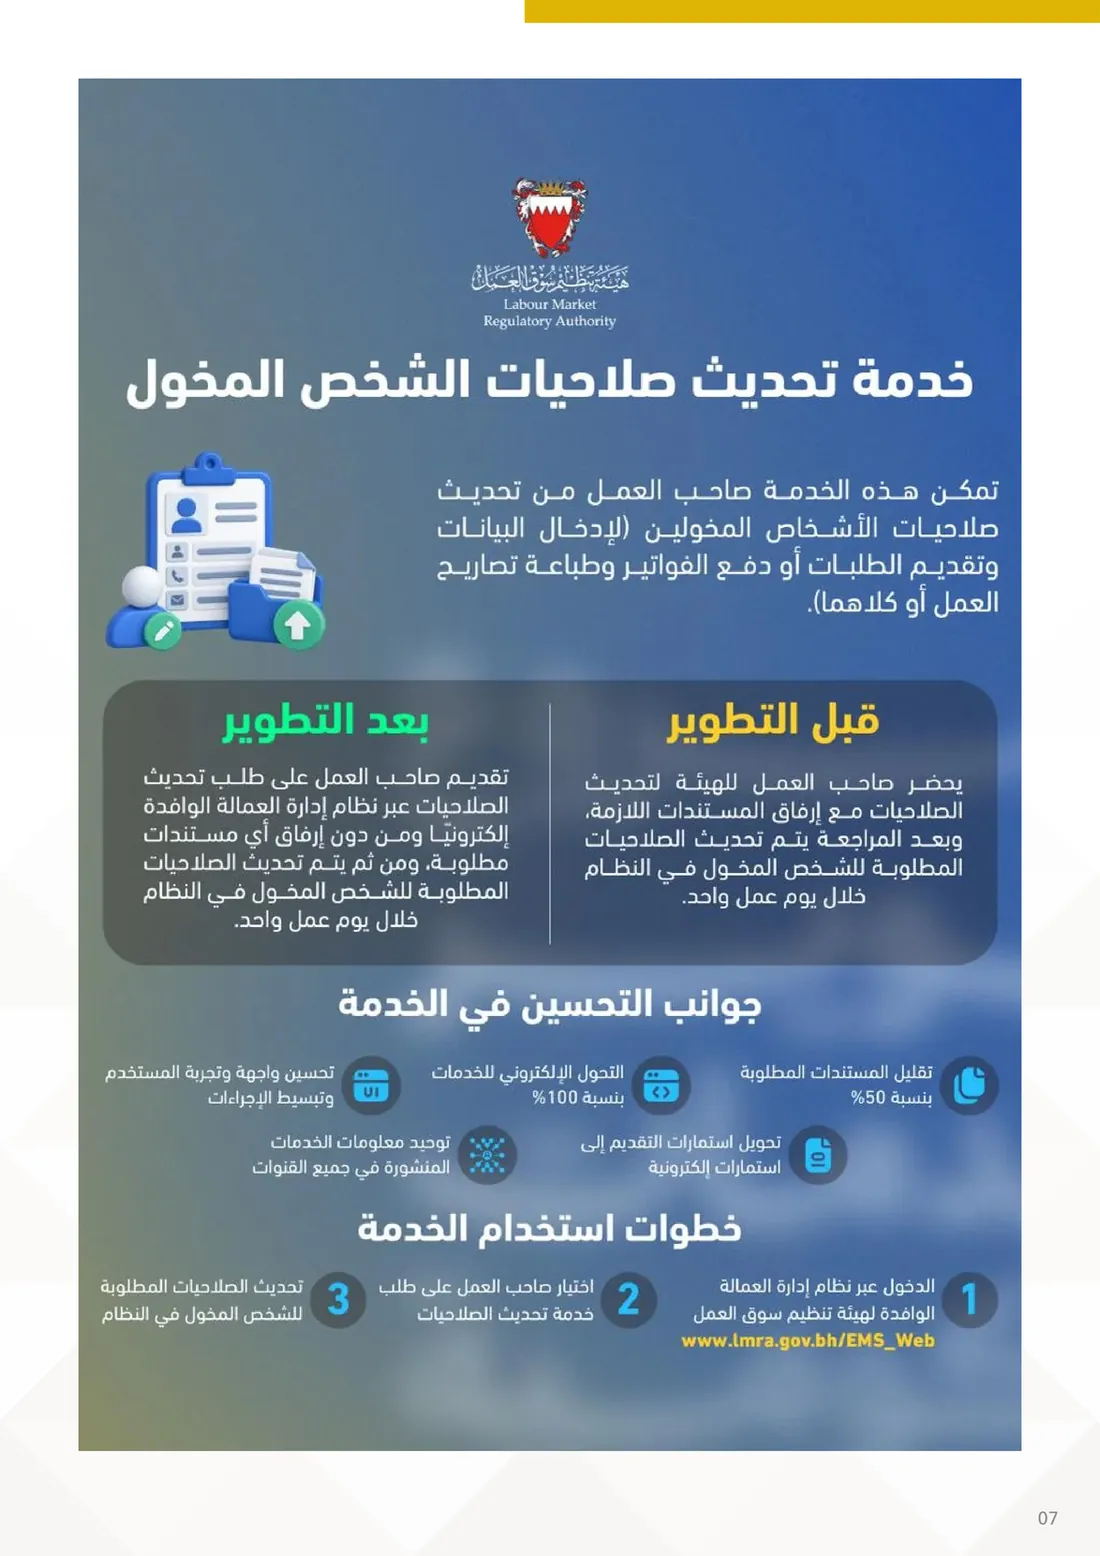 هيئة تنظيم سوق العمل
Labour Market
Regulatory Authority
خدمة تحديث صلاحيات الشخص المخول
تمكن هذه الخدمة صاحب العمل من تحديث
صلاحيات الأشخاص المخولين (لإدخال البيانات
وتقديم الطلبات أو دفع الفواتير وطباعة تصاريح
العمل أو كلاهما).
قبل التطوير
يحضر صاحب العمل للهيئة لتحديث
الصلاحيات مع إرفاق المستندات اللازمة،
وبعد المراجعة يتم تحديث الصلاحيات
المطلوبة للشخص المخول في النظام
خلال يوم عمل واحد.
بعد التطوير
تقديم صاحب العمل على طلب تحديث
الصلاحيات عبر نظام إدارة العمالة الوافدة
إلكترونيًا ومن دون إرفاق أي مستندات
مطلوبة، ومن ثم يتم تحديث الصلاحيات
المطلوبة للشخص المخول في النظام
خلال يوم عمل واحد.
جوانب التحسين في الخدمة
تقليل المستندات المطلوبة
بنسبة 50%
التحول الإلكتروني للخدمات
بنسبة 100%
UI
تحسين واجهة وتجربة المستخدم
وتبسيط الإجراءات
تحويل استمارات التقديم إلى
استمارات إلكترونية
توحيد معلومات الخدمات
المنشورة في جميع القنوات
خطوات استخدام الخدمة
1
الدخول عبر نظام إدارة العمالة
الوافدة لهيئة تنظيم سوق العمل
www.lmra.gov.bh/EMS_Web
2
اختيار صاحب العمل على طلب
خدمة تحديث الصلاحيات
3
تحديث الصلاحيات المطلوبة
للشخص المخول في النظام
07